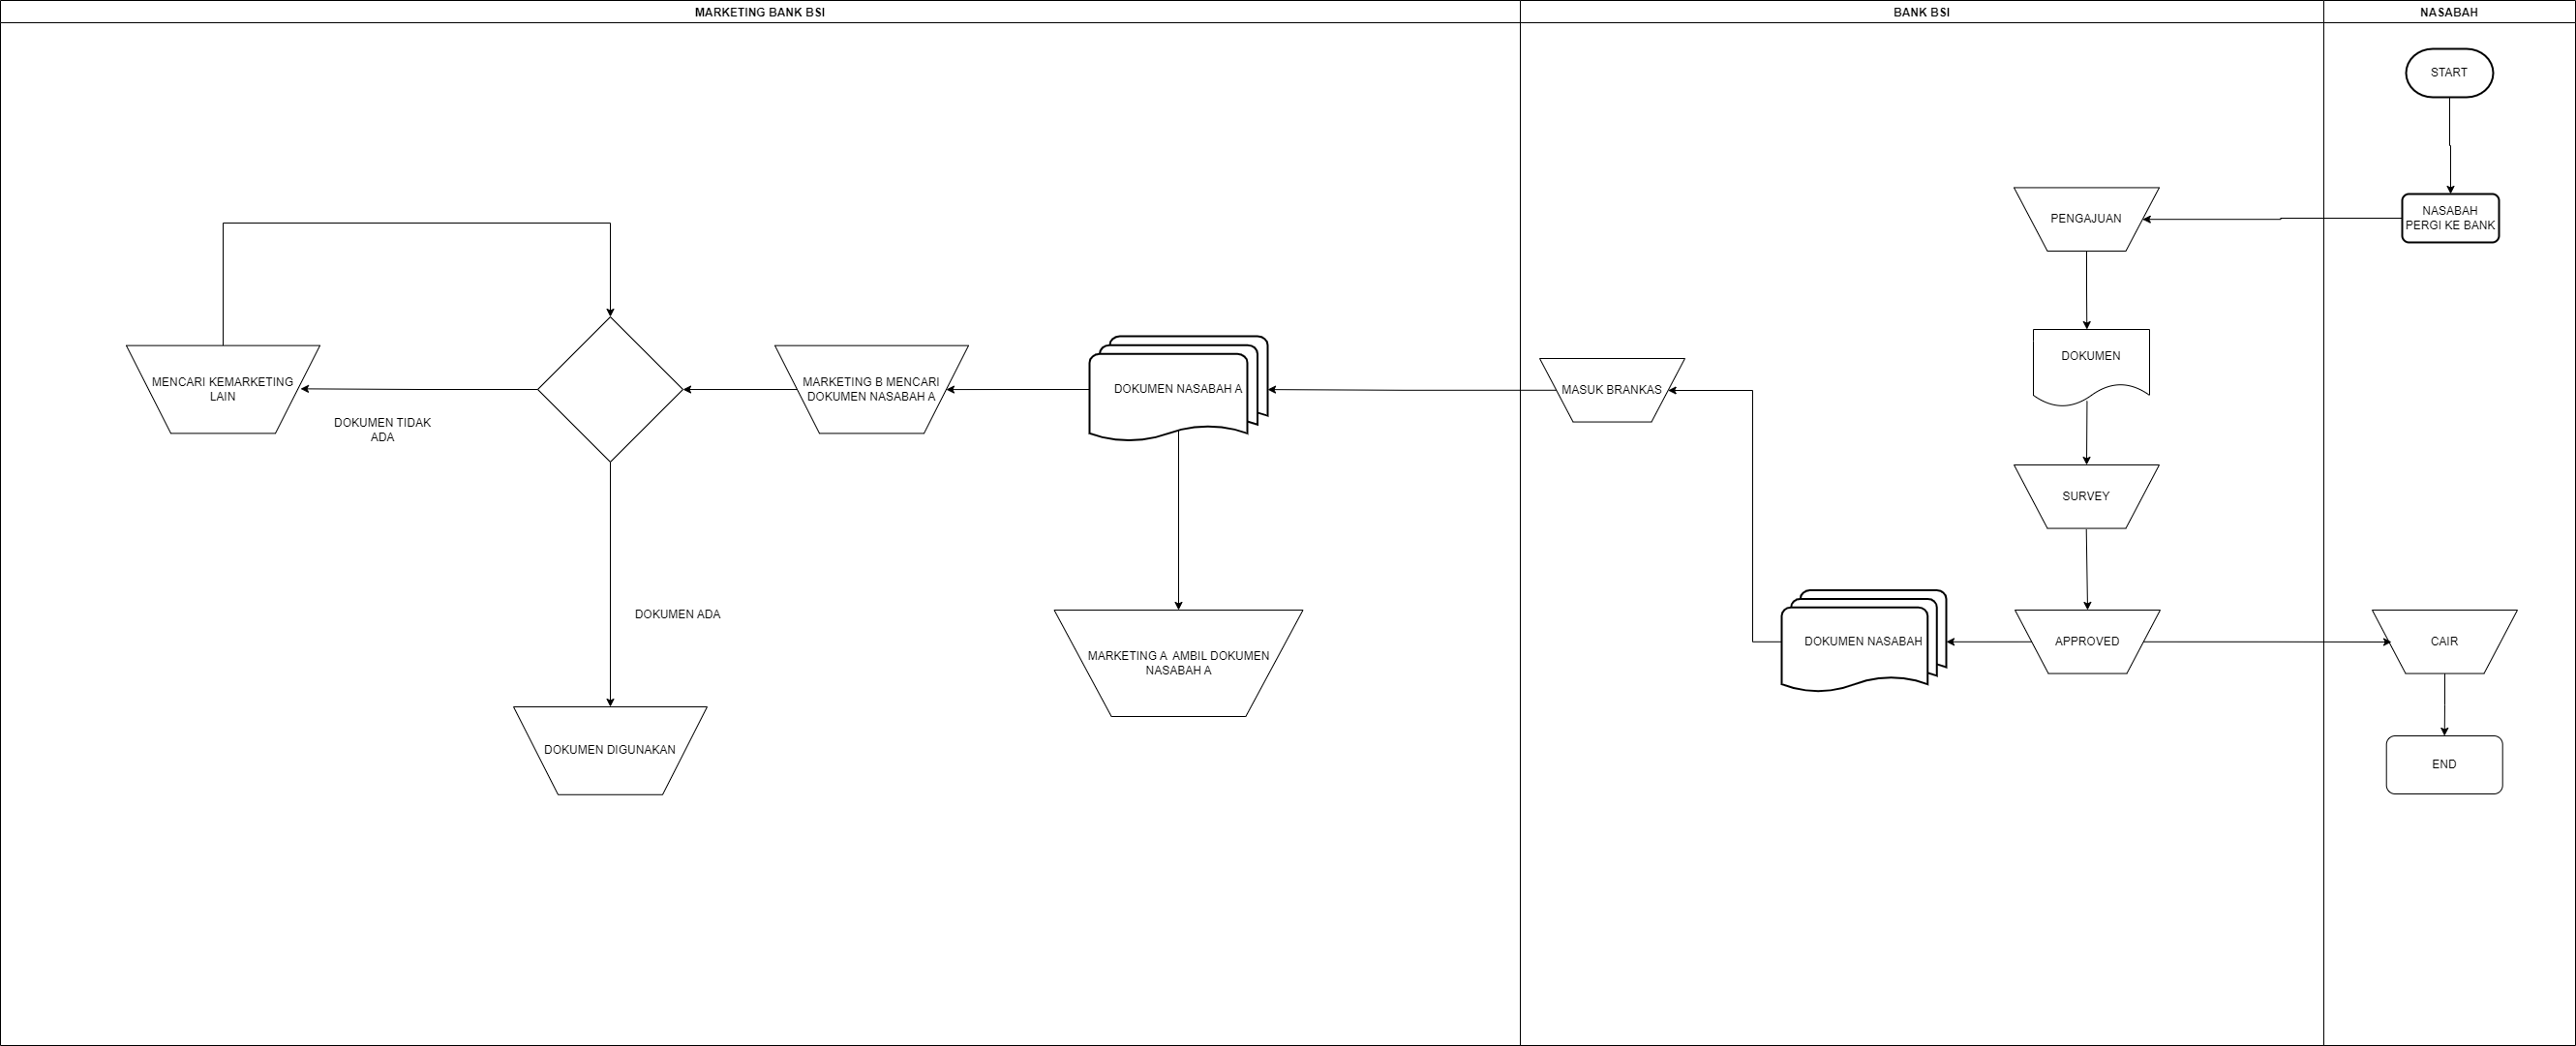 MARKETING BANK BSI
BANK BSI
NASABAH
START
NASABAH
PERGI KE BANK
PENGAJUAN
DOKUMEN
SURVEY
APPROVED
CAIR
END
DOKUMEN NASABAH
MASUK BRANKAS
DOKUMEN NASABAH A
MARKETING A AMBIL DOKUMEN
NASABAH A
MARKETING B MENCARI
DOKUMEN NASABAH A
MENCARI KEMARKETING
LAIN
DOKUMEN TIDAK
ADA
DOKUMEN ADA
DOKUMEN DIGUNAKAN